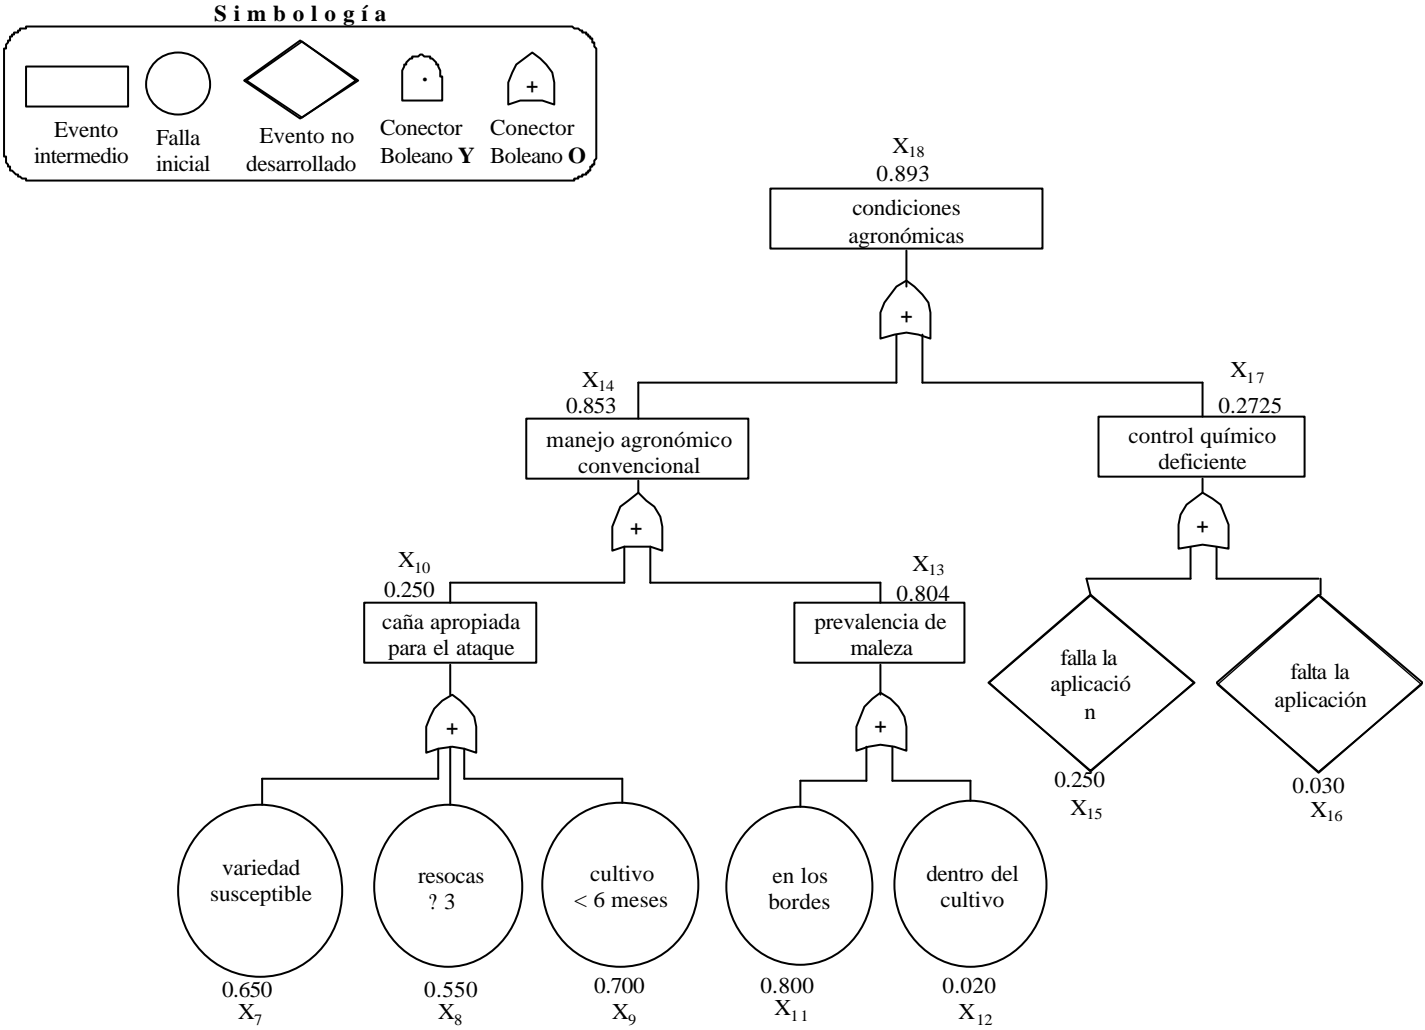 Simbología
Evento
intermedio
Falla
inicial
Evento no
desarrollado
Conector
Boleano Y
Conector
Boleano O
X18
0.893
condiciones
agronómicas
+
X14
0.853
manejo agronómico
convencional
+
X17
0.2725
control químico
deficiente
+
X10
0.250
caña apropiada
para el ataque
+
X13
0.804
prevalencia de
maleza
+
falla la
aplicació
n
0.250
X15
falta la
aplicación
0.030
X16
variedad
susceptible
0.650
X7
resocas
? 3
0.550
X8
cultivo
< 6 meses
0.700
X9
en los
bordes
0.800
X11
dentro del
cultivo
0.020
X12